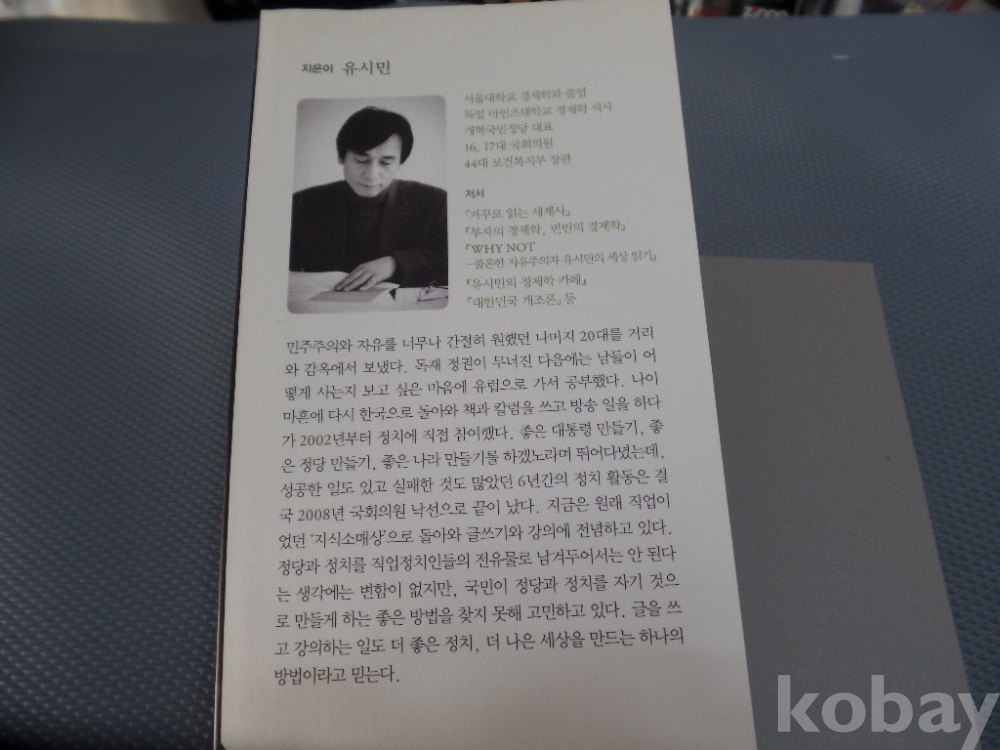 지은이 유시민
서울대학교 경제학과 졸업
독일 마인츠대학교 경제학 석사
개혁국민정당 대표
16, 17대 국회의원
44대 보건복지부 장관
저서
『거꾸로 읽는 세계사』
『부자의 경제학, 빈민의 경제학』
『WHY NOT
-불온한 자유주의자 유시민의 세상 읽기』
『유시민의 경제학 카페』
『대한민국 개조론』 등
민주주의와 자유를 너무나 간절히 원했던 나머지 20대를 거리
와 감옥에서 보냈다. 독재 정권이 무너진 다음에는 남들이 어
떻게 사는지 보고 싶은 마음에 유럽으로 가서 공부했다. 나이
마흔에 다시 한국으로 돌아와 책과 칼럼을 쓰고 방송 일을 하다
가 2002년부터 정치에 직접 참여했다. 좋은 대통령 만들기, 좋
은 정당 만들기, 좋은 나라 만들기를 하겠노라며 뛰어다녔는데,
성공한 일도 있고 실패한 것도 많았던 6년간의 정치 활동은 결
국 2008년 국회의원 낙선으로 끝이 났다. 지금은 원래 직업이
었던 '지식소매상'으로 돌아와 글쓰기와 강의에 전념하고 있다.
정당과 정치를 직업정치인들의 전유물로 남겨두어서는 안 된다
는 생각에는 변함이 없지만, 국민이 정당과 정치를 자기 것으
로 만들게 하는 좋은 방법을 찾지 못해 고민하고 있다. 글을 쓰
고 강의하는 일도 더 좋은 정치, 더 나은 세상을 만드는 하나의
방법이라고 믿는다.
kobay